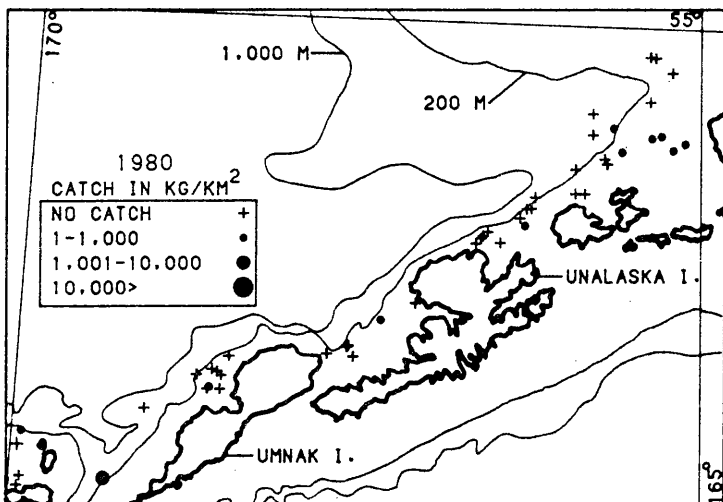 170°
55°
1.000 M
200 M
1980
CATCH IN KG/KM²
NO CATCH +
1-1.000
1.001-10.000
10.000>
UNALASKA I.
UMNAK I.
165°